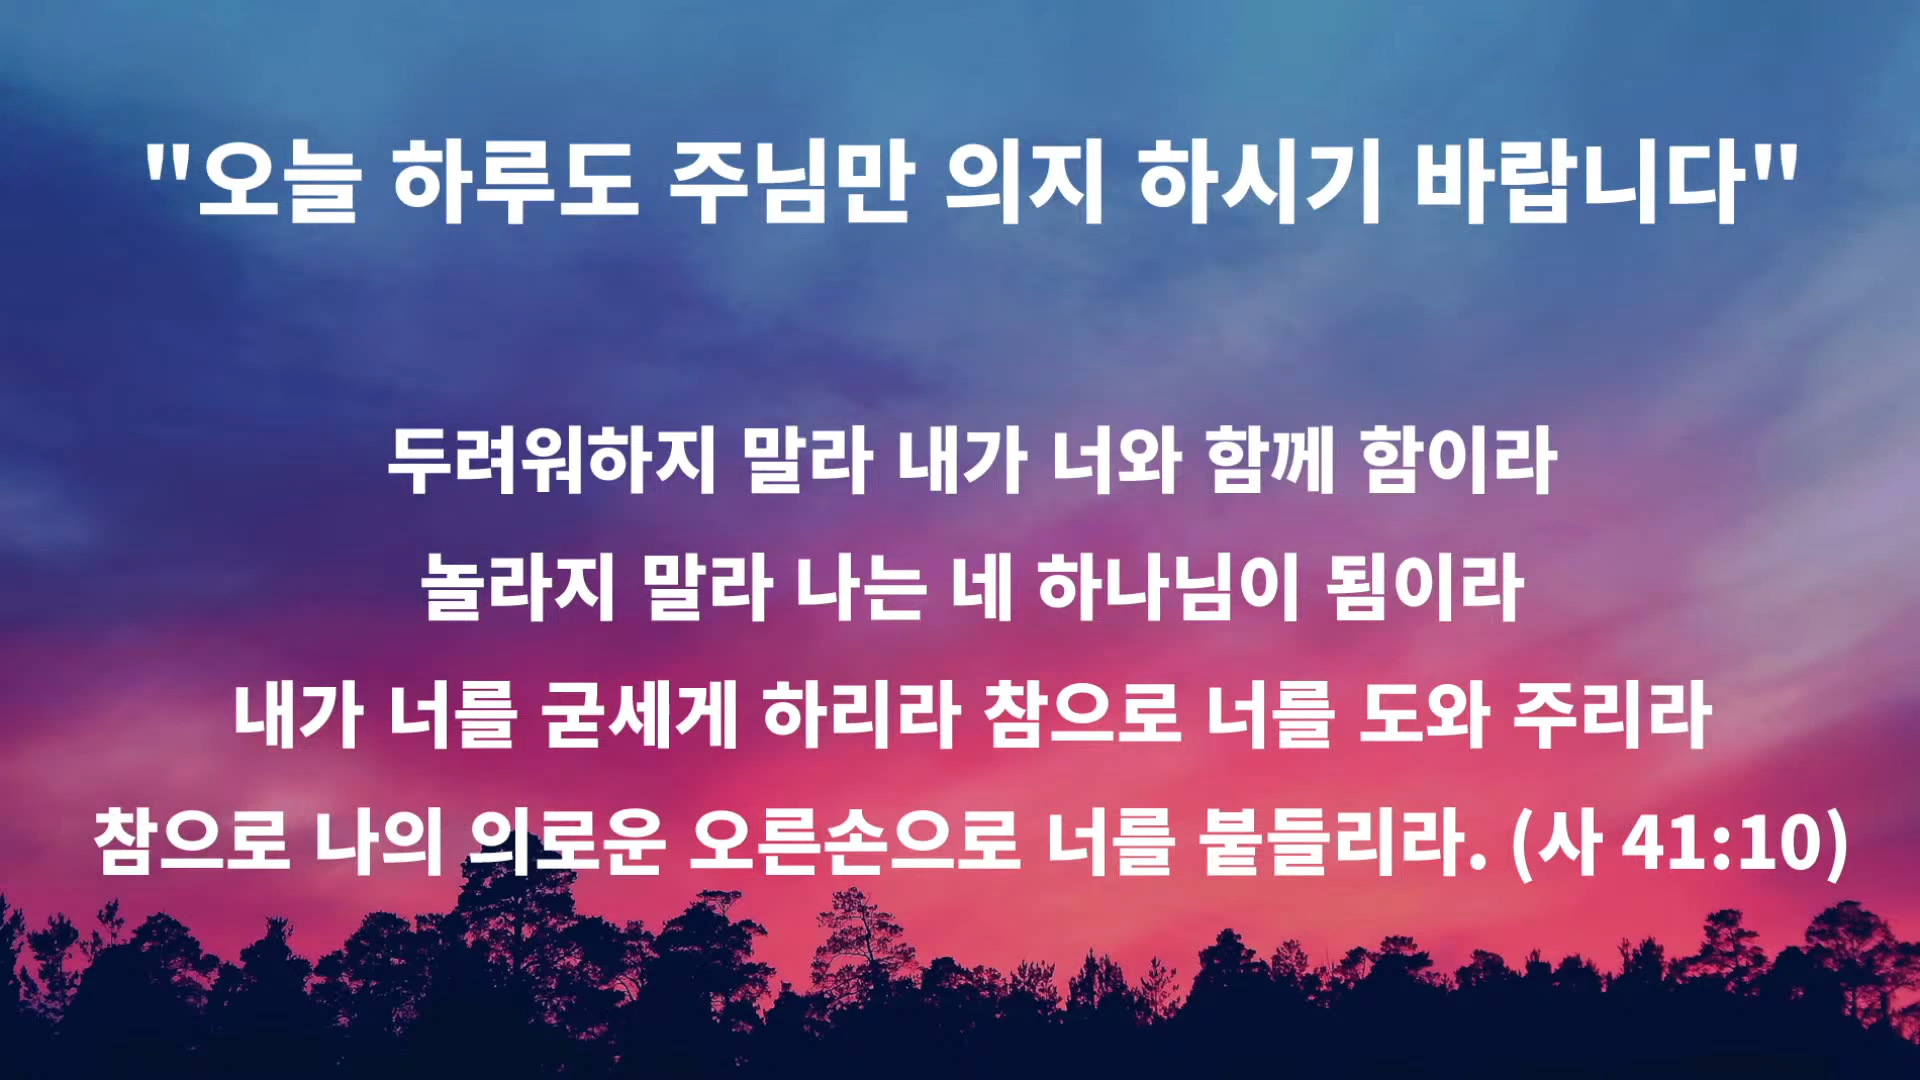 "오늘 하루도 주님만 의지 하시기 바랍니다"
두려워하지 말라 내가 너와 함께 함이라
놀라지 말라 나는 네 하나님이 됨이라
내가 너를 굳세게 하리라 참으로 너를 도와 주리라
참으로 나의 의로운 오른손으로 너를 붙들리라. (사 41:10)